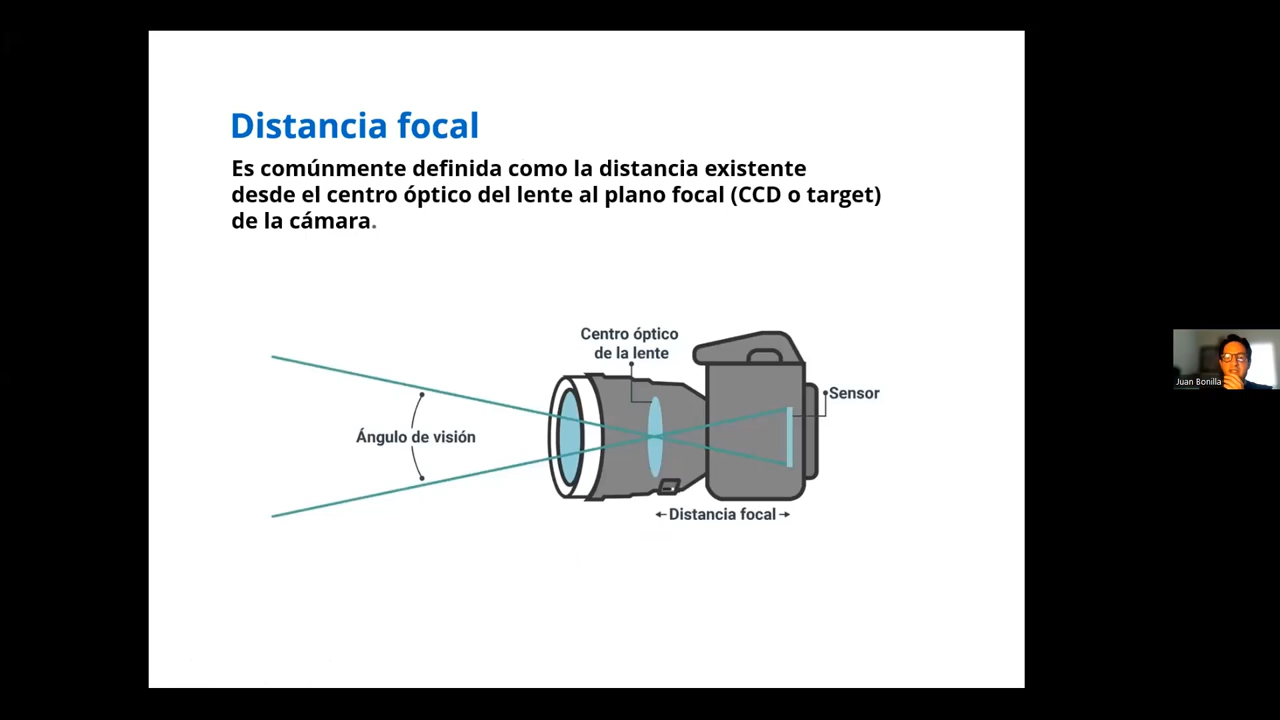 Distancia focal
Es comúnmente definida como la distancia existente
desde el centro óptico del lente al plano focal (CCD o target)
de la cámara.
Centro óptico
de la lente
Sensor
Ángulo de visión
Distancia focal
Juan Bonilla